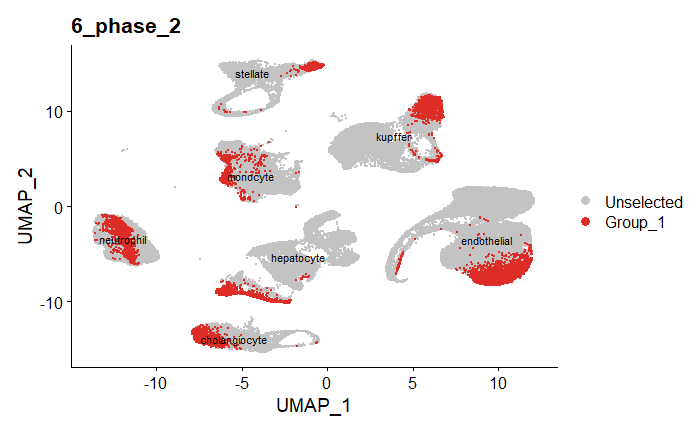 6_phase_2
stellate
kupffer
monocyte
neutrophil
hepatocyte
endothelial
cholangiocyte
10
0
-10
UMAP_2
-10
-5
0
5
10
UMAP_1
Unselected
Group_1